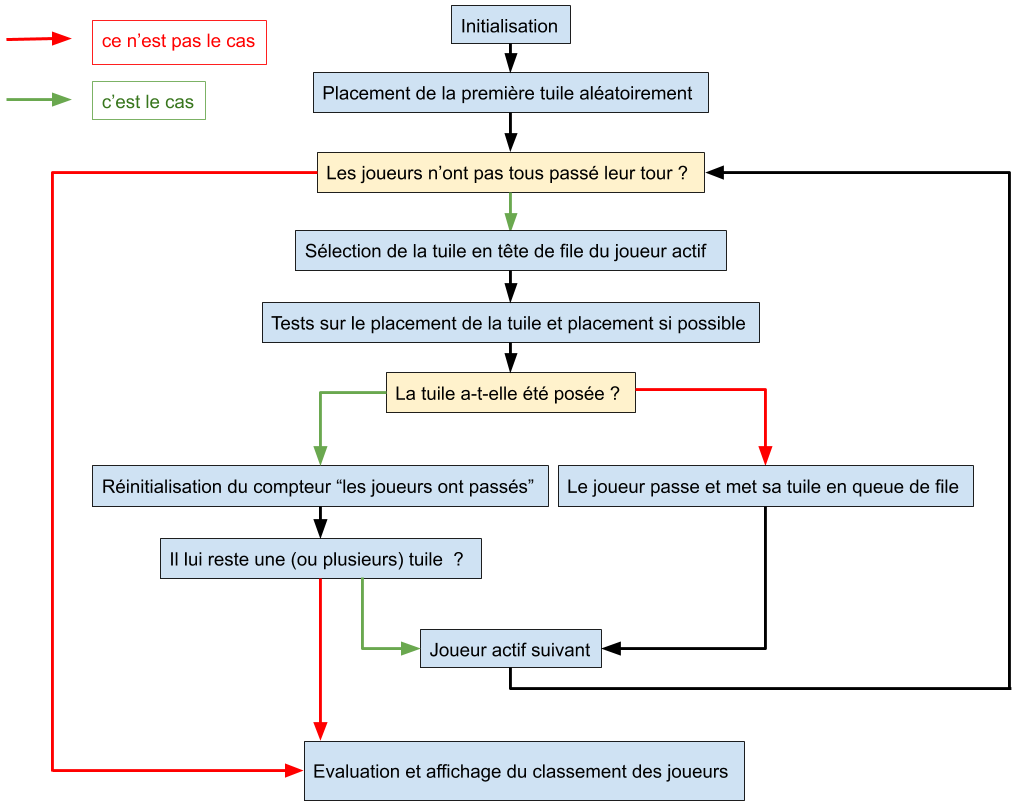 Initialisation
ce n’est pas le cas
Placement de la première tuile aléatoirement
c’est le cas
Les joueurs n’ont pas tous passé leur tour ?
Sélection de la tuile en tête de file du joueur actif
Tests sur le placement de la tuile et placement si possible
La tuile a-t-elle été posée ?
Réinitialisation du compteur “les joueurs ont passés”
Le joueur passe et met sa tuile en queue de file
Il lui reste une (ou plusieurs) tuile  ?
Joueur actif suivant
Evaluation et affichage du classement des joueurs